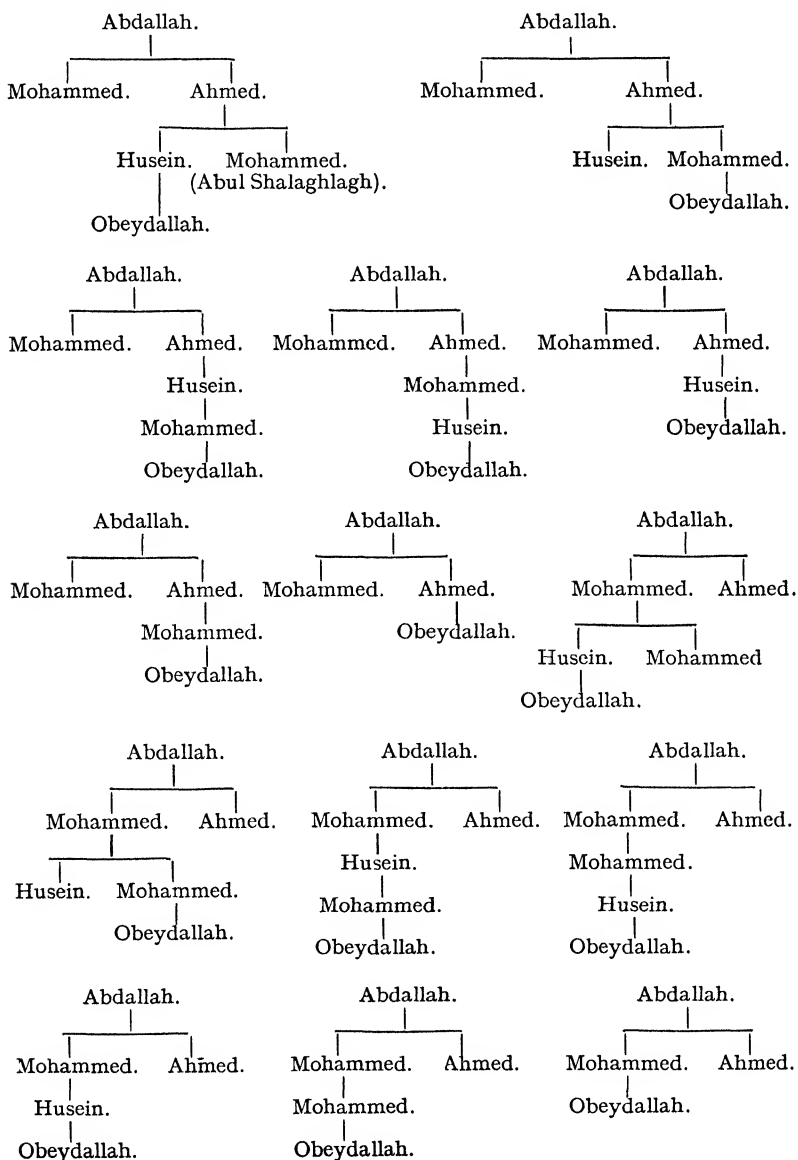 Abdallah. Abdallah.
Mohammed. Ahmed. Mohammed. Ahmed.
Husein. Mohammed. Husein. Mohammed.
(Abul Shalaghlagh). Obeydallah.
Obeydallah.
Abdallah. Abdallah. Abdallah.
Mohammed. Ahmed. Mohammed. Ahmed. Mohammed. Ahmed.
Husein. Mohammed. Husein.
Mohammed. Husein. Obeydallah.
Obeydallah. Obeydallah.
Abdallah. Abdallah. Abdallah.
Mohammed. Ahmed. Mohammed. Ahmed. Mohammed. Ahmed.
Mohammed. Obeydallah. Husein. Mohammed
Obeydallah. Obeydallah.
Abdallah. Abdallah. Abdallah.
Mohammed. Ahmed. Mohammed. Ahmed. Mohammed. Ahmed.
Husein. Mohammed. Husein. Mohammed.
Obeydallah. Mohammed. Husein.
Obeydallah. Obeydallah.
Abdallah. Abdallah. Abdallah.
Mohammed. Ahmed. Mohammed. Ahmed. Mohammed. Ahmed.
Husein. Mohammed. Obeydallah.
Obeydallah. Obeydallah.